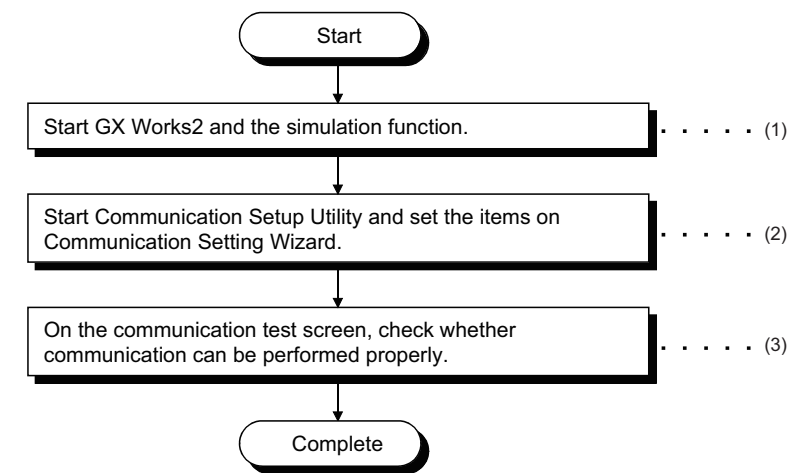 Start
Start GX Works2 and the simulation function.
(1)
Start Communication Setup Utility and set the items on
Communication Setting Wizard.
(2)
On the communication test screen, check whether
communication can be performed properly.
(3)
Complete